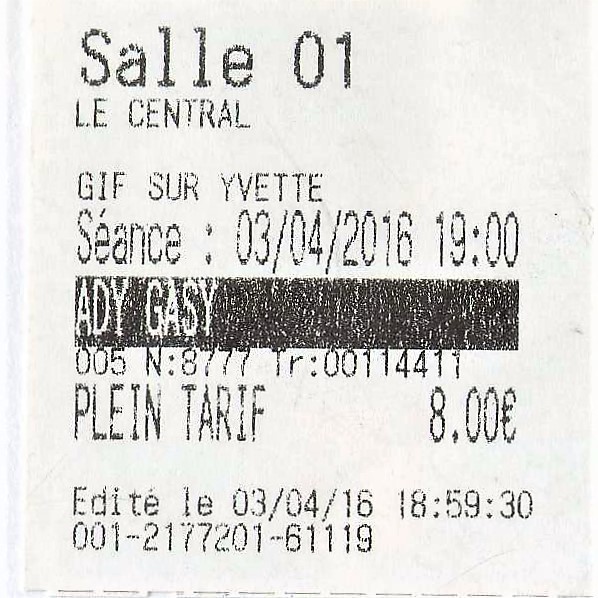 Salle 01
LE CENTRAL
GIF SUR YVETTE
Séance : 03/04/2016 19:00
ADY GASY
005 N:8777 Tr:00114411
PLEIN TARIF 8.00€
Edité le 03/04/16 18:59:30
001-2177201-61119